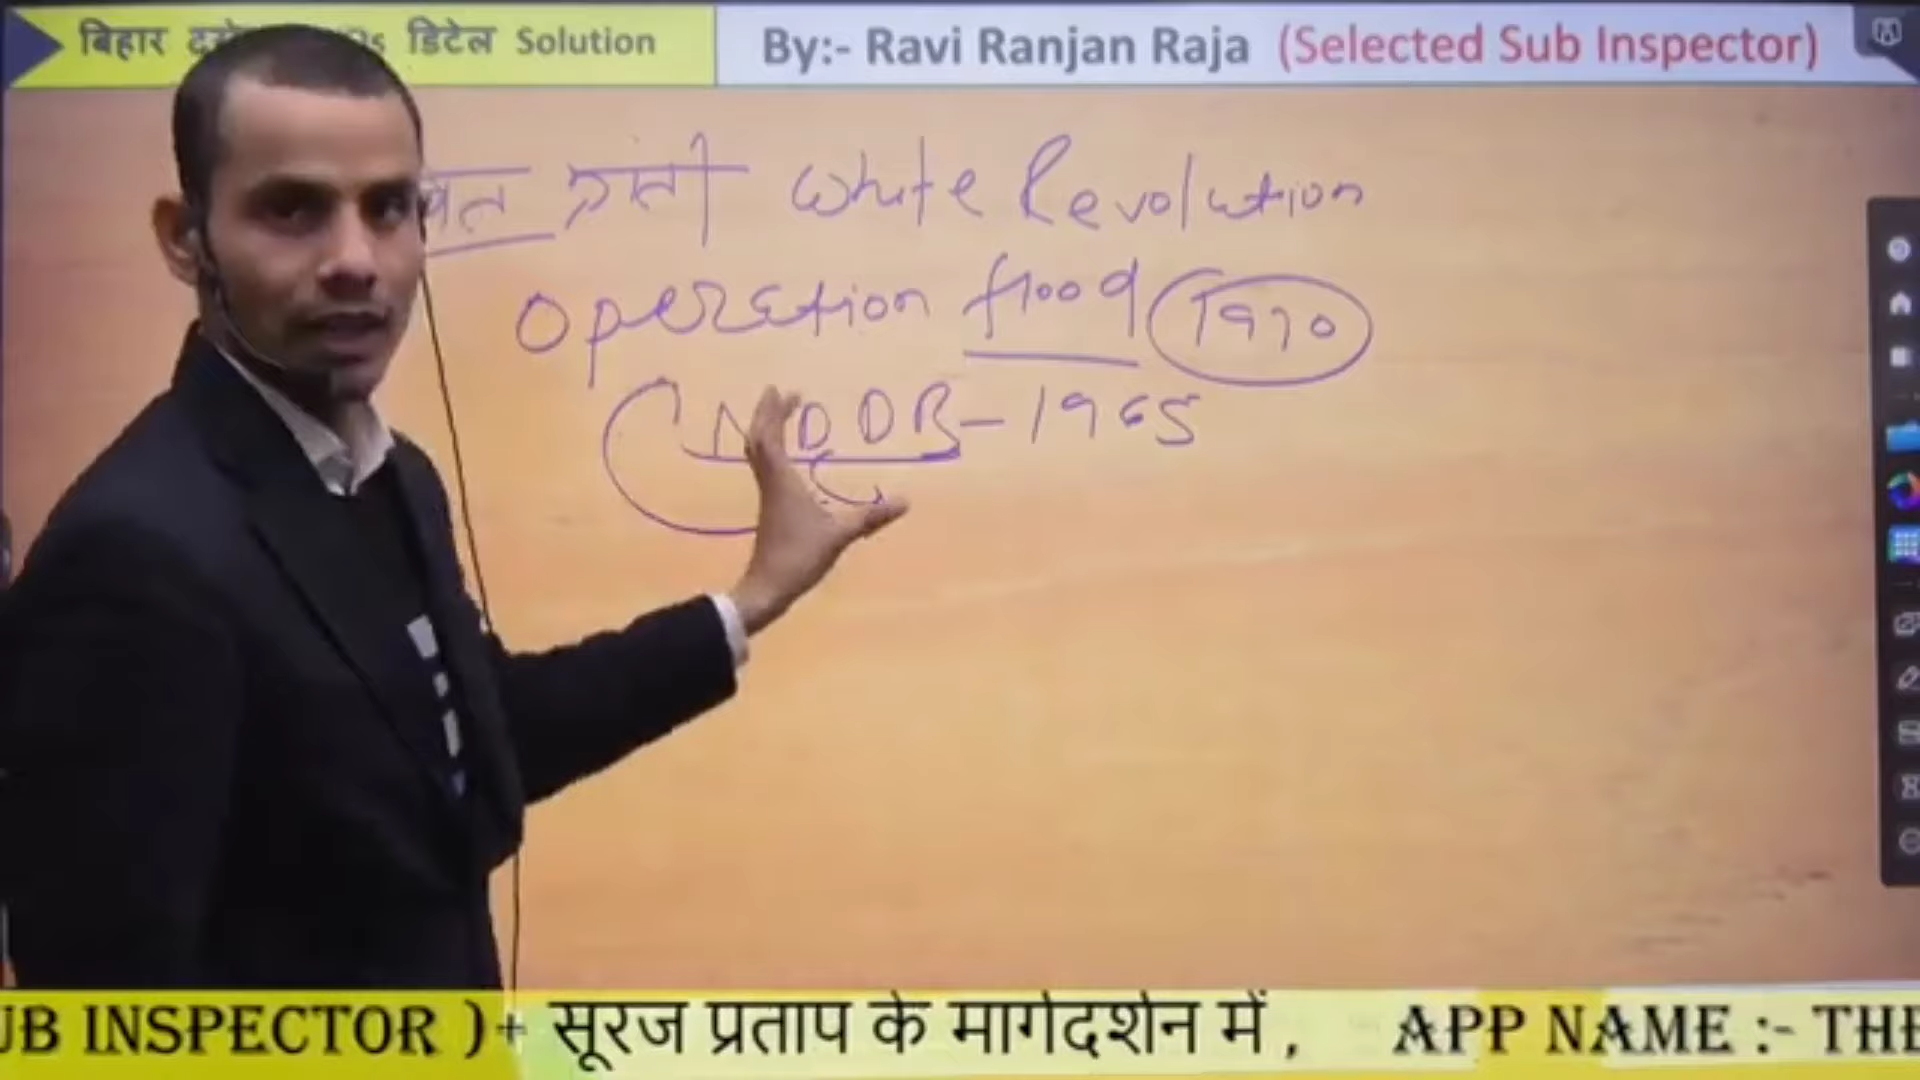 बिहार डिटेल Solution
By:- Ravi Ranjan Raja (Selected Sub Inspector)
White Revolution
Operation flood 1970
NDDB-1965
UB INSPECTOR )+ सूरज प्रताप के मार्गदर्शन में , APP NAME :- THE